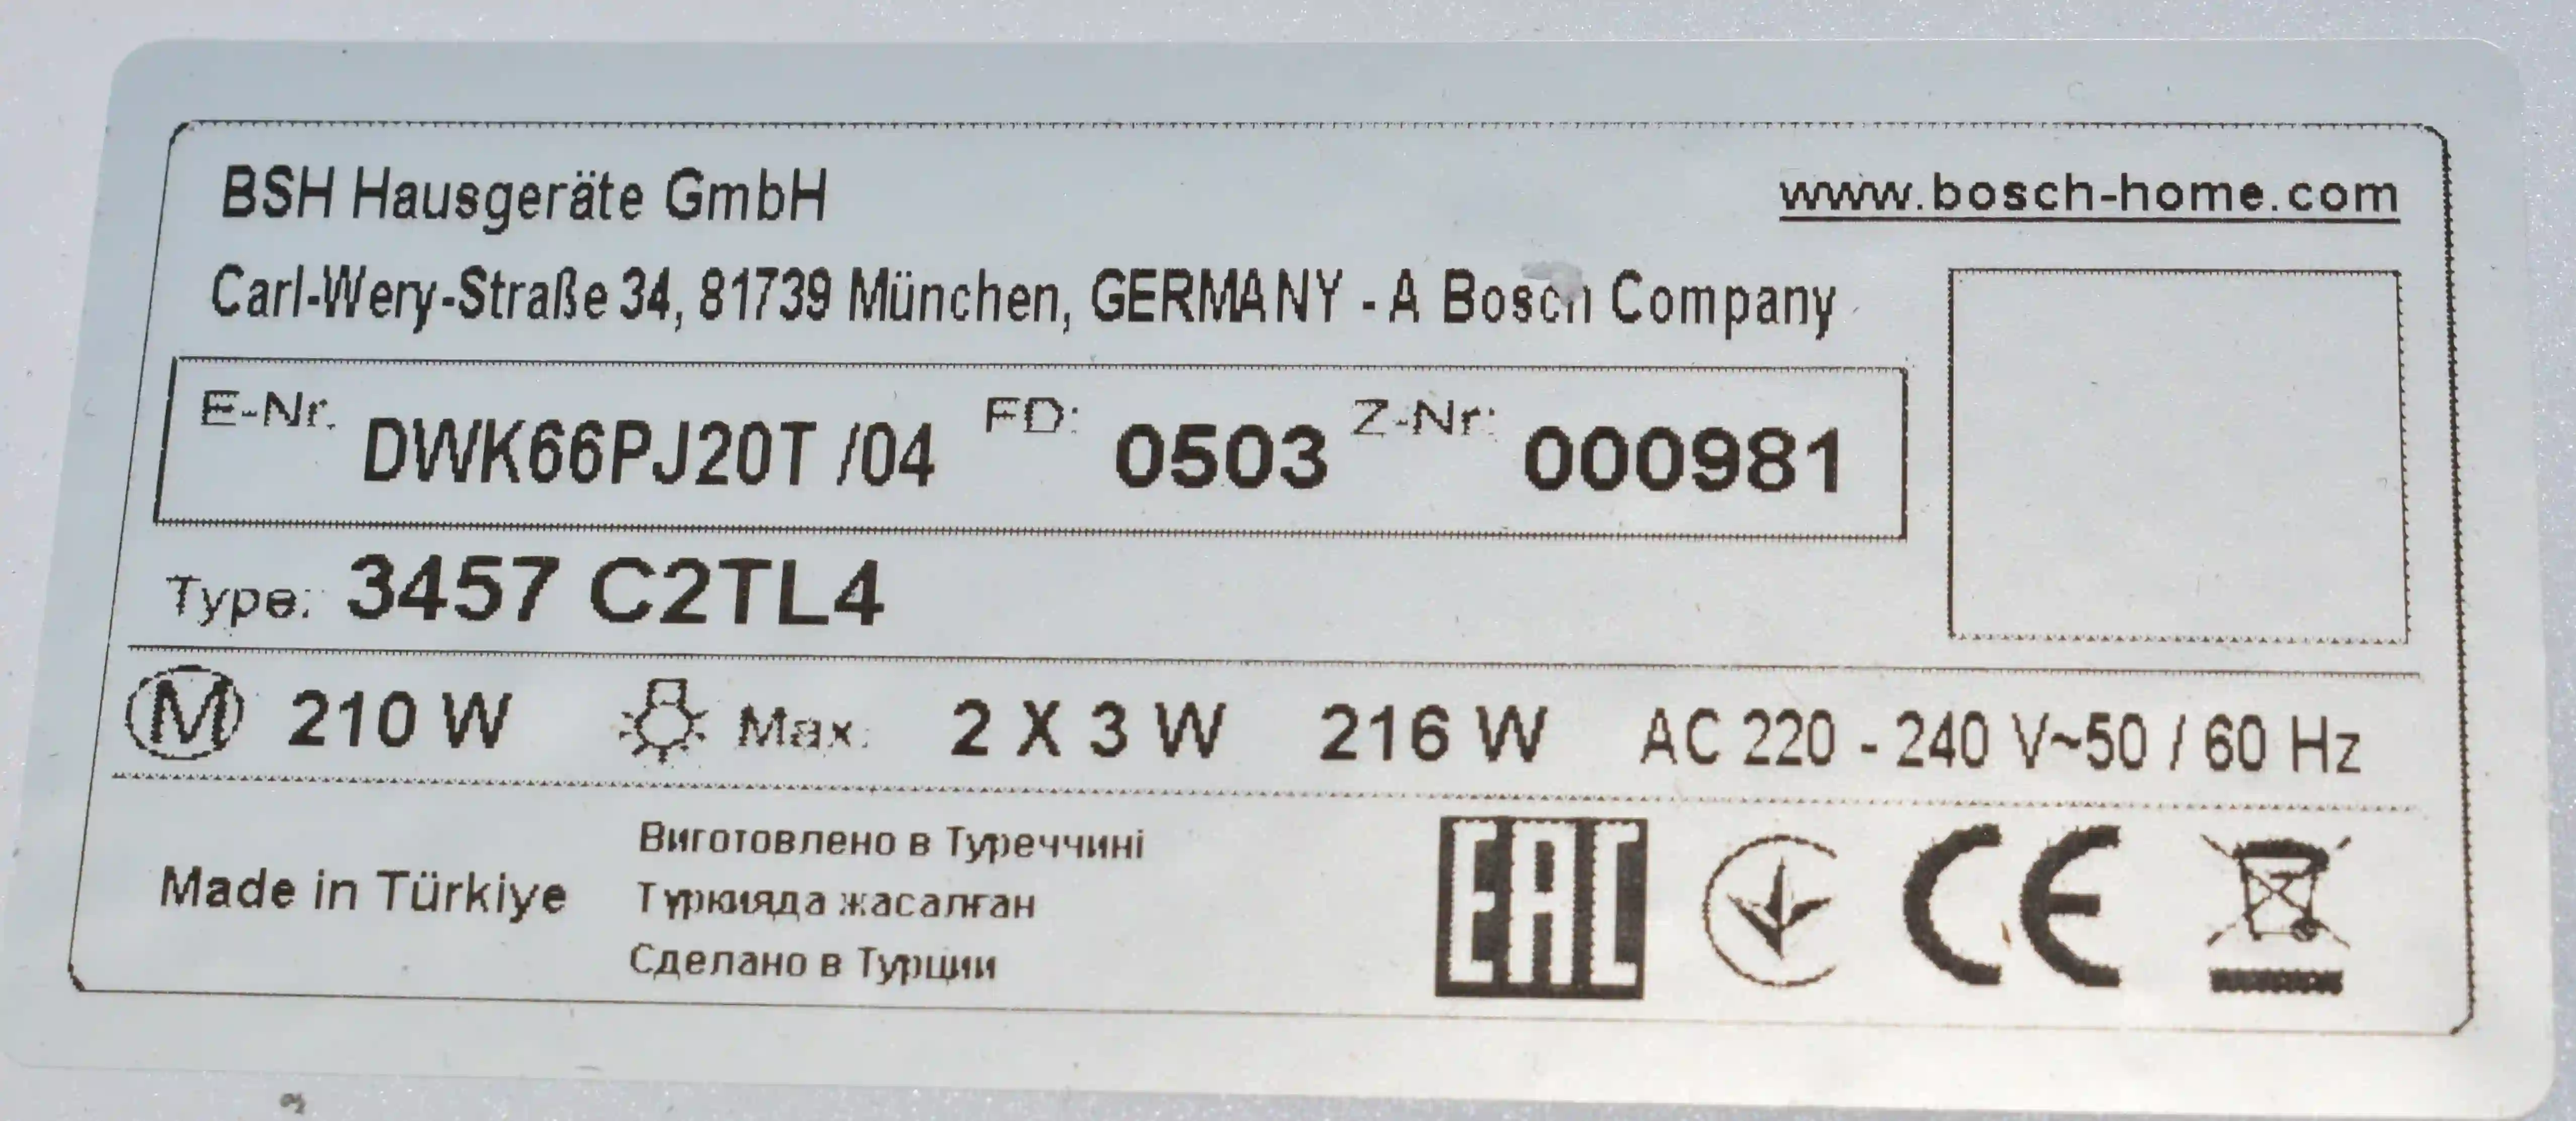 BSH Hausgeräte GmbH
www.bosch-home.com
Carl-Wery-Straße 34, 81739 München, GERMANY - A Bosch Company
E-Nr. DWK66PJ20T /04 FD: 0503 Z-Nr: 000981
Type: 3457 C2TL4
M 210 W Max. 2 X 3 W 216 W AC 220 - 240 V~50 / 60 Hz
Made in Türkiye
Виготовлено в Туреччині
Түркияда жасалған
Сделано в Турции
EAC CE